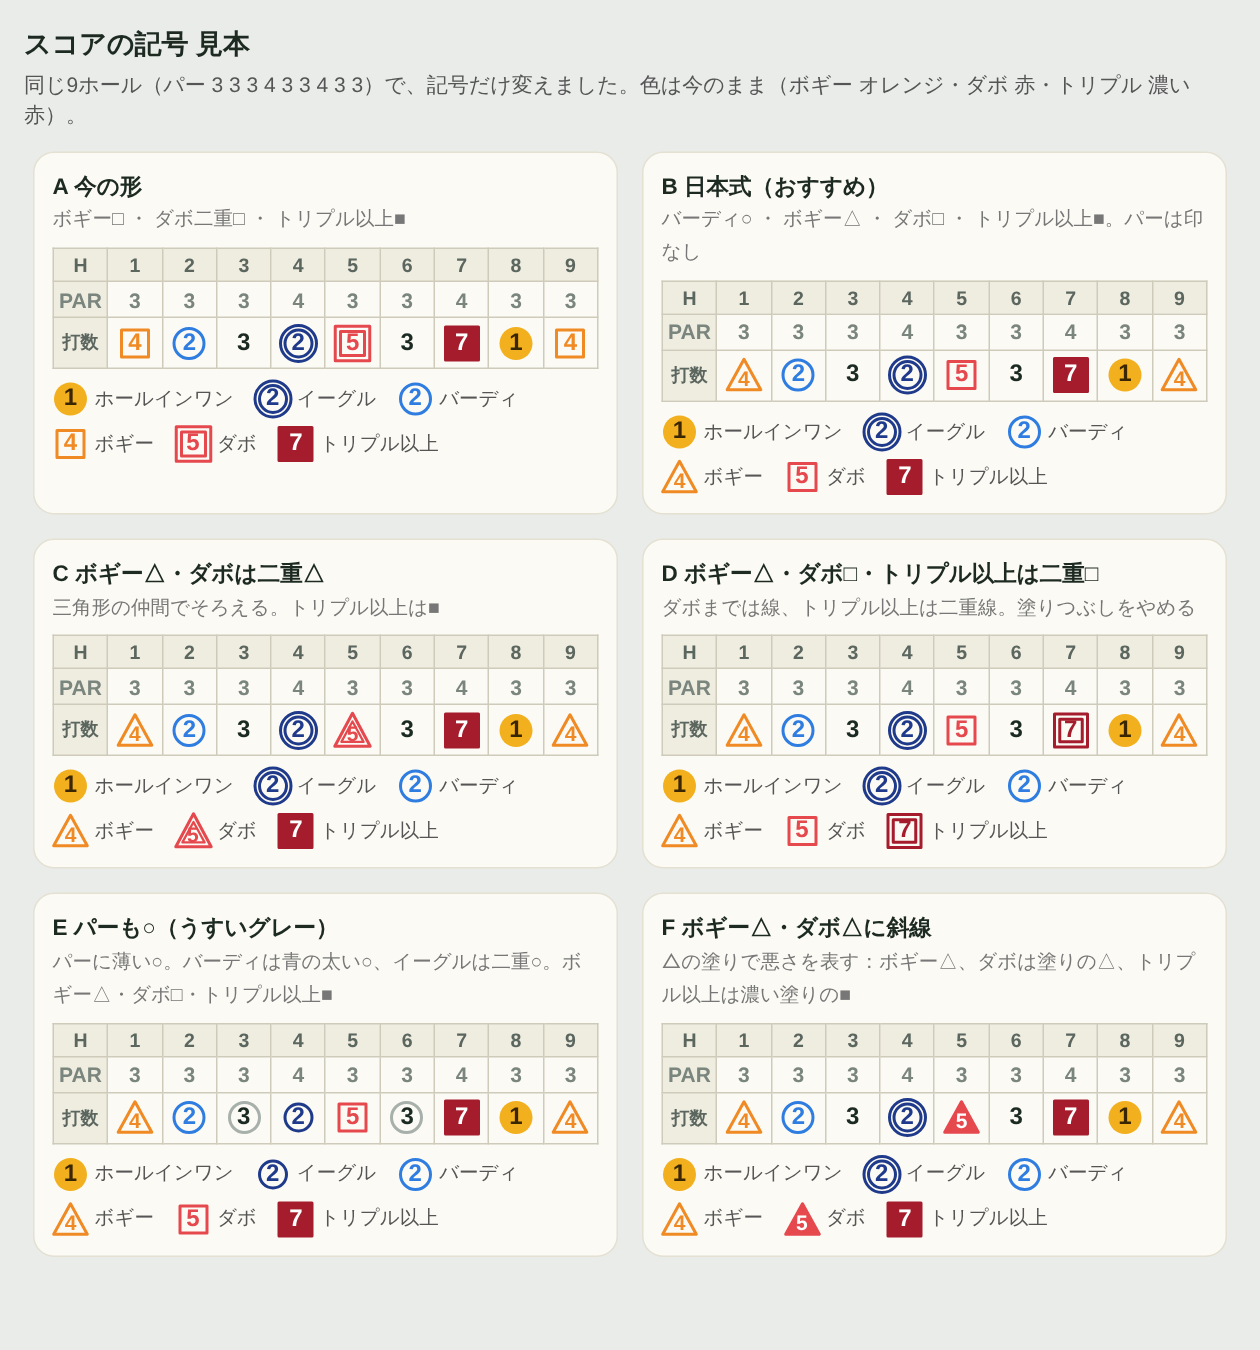 スコアの記号 見本
同じ9ホール（パー 3 3 3 4 3 3 4 3 3）で、記号だけ変えました。色は今のまま（ボギー オレンジ・ダボ 赤・トリプル 濃い
赤）。
A 今の形
ボギー□ ・ ダボ二重□ ・ トリプル以上■
H 1 2 3 4 5 6 7 8 9
PAR 3 3 3 4 3 3 4 3 3
打数 4 2 3 2 5 3 7 1 4
1 ホールインワン 2 イーグル 2 バーディ
4 ボギー 5 ダボ 7 トリプル以上
B 日本式（おすすめ）
バーディ○ ・ ボギー△ ・ ダボ□ ・ トリプル以上■。パーは印
なし
H 1 2 3 4 5 6 7 8 9
PAR 3 3 3 4 3 3 4 3 3
打数 4 2 3 2 5 3 7 1 4
1 ホールインワン 2 イーグル 2 バーディ
4 ボギー 5 ダボ 7 トリプル以上
C ボギー△・ダボは二重△
三角形の仲間でそろえる。トリプル以上は■
H 1 2 3 4 5 6 7 8 9
PAR 3 3 3 4 3 3 4 3 3
打数 4 2 3 2 5 3 7 1 4
1 ホールインワン 2 イーグル 2 バーディ
4 ボギー 5 ダボ 7 トリプル以上
D ボギー△・ダボ□・トリプル以上は二重□
ダボまでは線、トリプル以上は二重線。塗りつぶしをやめる
H 1 2 3 4 5 6 7 8 9
PAR 3 3 3 4 3 3 4 3 3
打数 4 2 3 2 5 3 7 1 4
1 ホールインワン 2 イーグル 2 バーディ
4 ボギー 5 ダボ 7 トリプル以上
E パーも○（うすいグレー）
パーに薄い○。バーディは青の太い○、イーグルは二重○。ボ
ギー△・ダボ□・トリプル以上■
H 1 2 3 4 5 6 7 8 9
PAR 3 3 3 4 3 3 4 3 3
打数 4 2 3 2 5 3 7 1 4
1 ホールインワン 2 イーグル 2 バーディ
4 ボギー 5 ダボ 7 トリプル以上
F ボギー△・ダボ△に斜線
△の塗りで悪さを表す：ボギー△、ダボは塗りの△、トリプ
ル以上は濃い塗りの■
H 1 2 3 4 5 6 7 8 9
PAR 3 3 3 4 3 3 4 3 3
打数 4 2 3 2 5 3 7 1 4
1 ホールインワン 2 イーグル 2 バーディ
4 ボギー 5 ダボ 7 トリプル以上